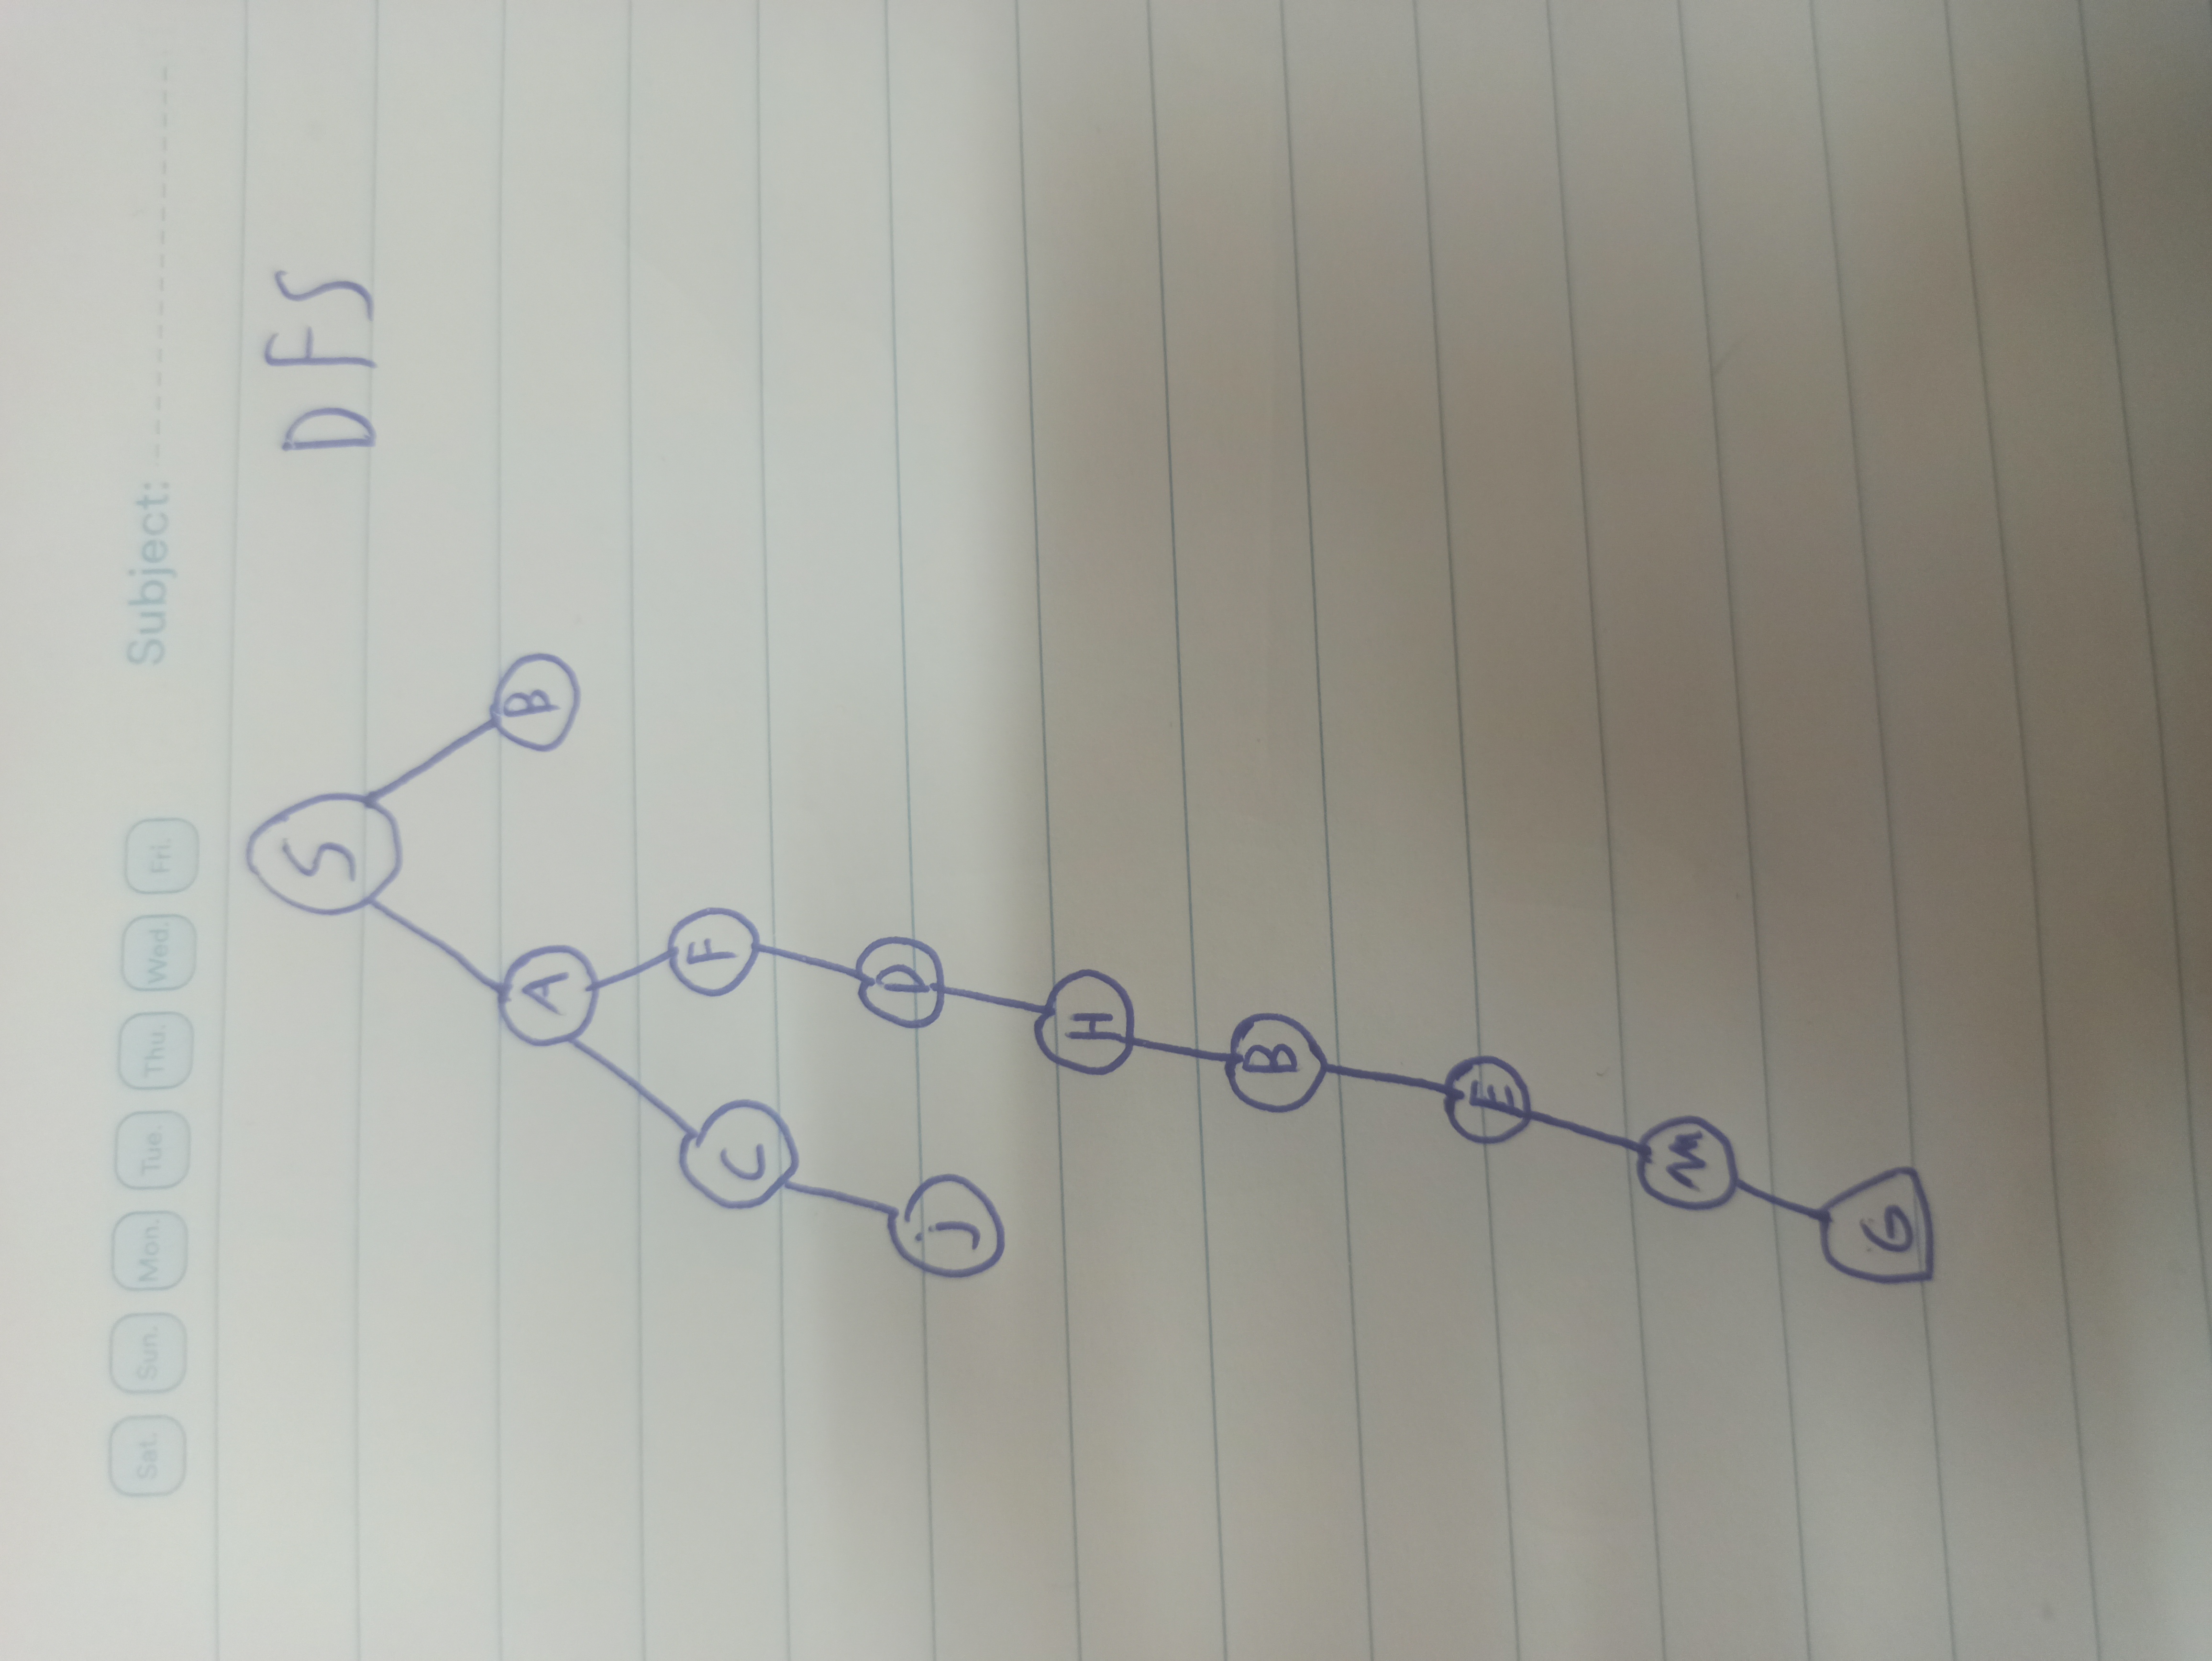 Sat. Sun. Mon. Tue. Thu. Wed. Fri. Subject:
S DFS
A B
C F
D
j
H
B
E
M
G